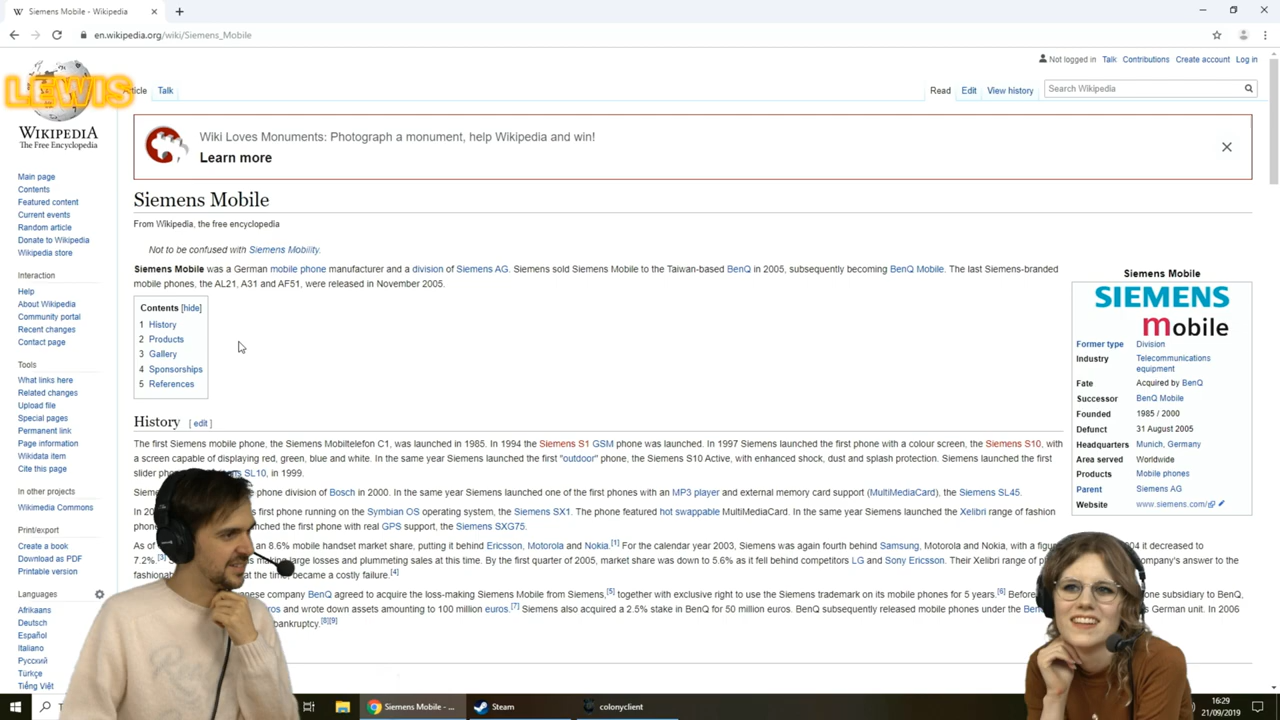 Siemens Mobile - Wikipedia
en.wikipedia.org/wiki/Siemens_Mobile
Not logged in Talk Contributions Create account Log in
LEWIS
Talk
Read Edit View history Search Wikipedia
WIKIPEDIA
The Free Encyclopedia
Main page
Contents
Featured content
Current events
Random article
Donate to Wikipedia
Wikipedia store
Interaction
Help
About Wikipedia
Community portal
Recent changes
Contact page
Tools
What links here
Related changes
Upload file
Special pages
Permanent link
Page information
Wikidata item
Cite this page
In other projects
Wikimedia Commons
Print/export
Create a book
Download as PDF
Printable version
Languages
Afrikaans
Deutsch
Español
Italiano
Русский
Türkçe
Tiếng Việt
Wiki Loves Monuments: Photograph a monument, help Wikipedia and win!
Learn more
Siemens Mobile
From Wikipedia, the free encyclopedia
Not to be confused with Siemens Mobility.
Siemens Mobile was a German mobile phone manufacturer and a division of Siemens AG. Siemens sold Siemens Mobile to the Taiwan-based BenQ in 2005, subsequently becoming BenQ Mobile. The last Siemens-branded
mobile phones, the AL21, A31 and AF51, were released in November 2005.
Contents [hide]
1 History
2 Products
3 Gallery
4 Sponsorships
5 References
Siemens Mobile
SIEMENS
mobile
Former type Division
Industry Telecommunications
equipment
Fate Acquired by BenQ
Successor BenQ Mobile
Founded 1985 / 2000
Defunct 31 August 2005
Headquarters Munich, Germany
Area served Worldwide
Products Mobile phones
Parent Siemens AG
Website www.siemens.com/
History [ edit ]
The first Siemens mobile phone, the Siemens Mobiltelefon C1, was launched in 1985. In 1994 the Siemens S1 GSM phone was launched. In 1997 Siemens launched the first phone with a colour screen, the Siemens S10, with
a screen capable of displaying red, green, blue and white. In the same year Siemens launched the first "outdoor" phone, the S10 Active, with enhanced shock, dust and splash protection. Siemens launched the first
slider SL10, in 1999.
phone division of Bosch in 2000. In the same year Siemens launched one of the first phones with an MP3 player and external memory card support (MultiMediaCard), the Siemens SL45.
first phone running on the Symbian OS operating system, the Siemens SX1. The phone featured hot swappable MultiMediaCard. In the same year Siemens launched the Xelibri range of fashion
the first phone with real GPS support, the Siemens SXG75.
As of an 8.6% mobile handset market share, putting it behind Ericsson, Motorola and Nokia.[1] For the calendar year 2003, Siemens was again fourth behind Samsung, Motorola and Nokia, with a it decreased to
7.2%.[3] making large losses and plummeting sales at this time. By the first quarter of 2005, market share was down to 5.6% as it fell behind competitors LG and Sony Ericsson. Their Xelibri range of company's answer to the
at the time, became a costly failure.[4]
company BenQ agreed to acquire the loss-making Siemens Mobile from Siemens,[5] together with exclusive right to use the Siemens trademark on its mobile phones for 5 years.[6] subsidiary to BenQ,
and wrote down assets amounting to 100 million euros.[7] Siemens also acquired a 2.5% stake in BenQ for 50 million euros. BenQ subsequently released mobile phones under the German unit. In 2006
bankruptcy.[8][9]
Siemens Mobile - ... Steam colonyclient
16:29
21/09/2019